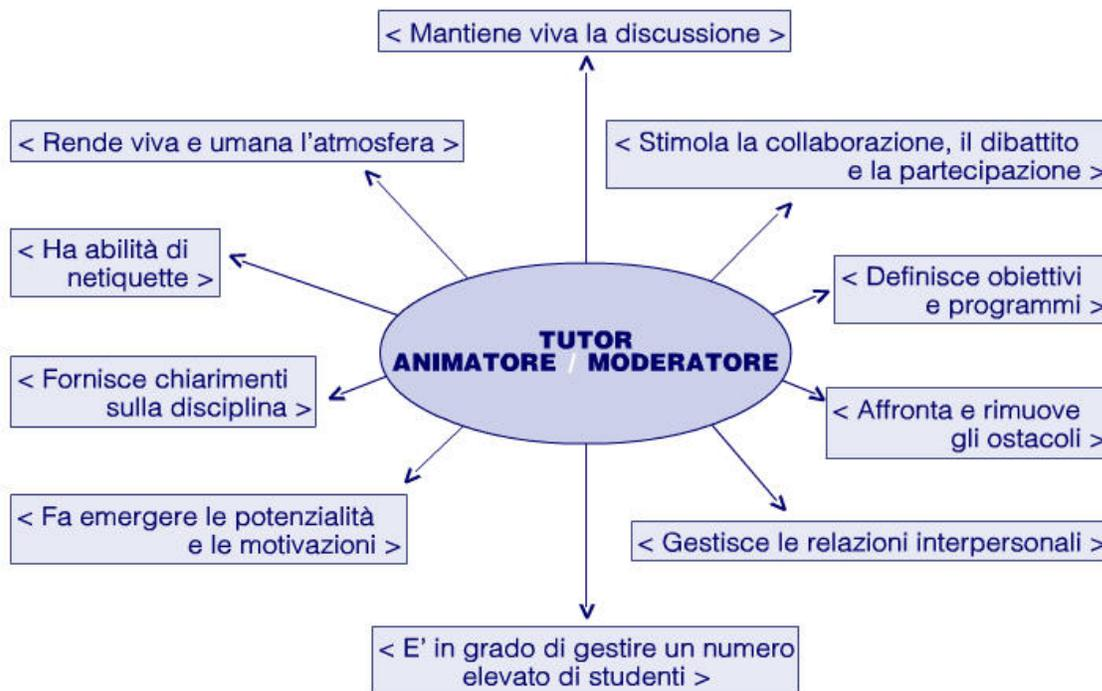 < Mantiene viva la discussione >
< Rende viva e umana l’atmosfera >
< Stimola la collaborazione, il dibattito
e la partecipazione >
< Ha abilità di
netiquette >
< Definisce obiettivi
e programmi >
TUTOR
ANIMATORE / MODERATORE
< Fornisce chiarimenti
sulla disciplina >
< Affronta e rimuove
gli ostacoli >
< Fa emergere le potenzialità
e le motivazioni >
< Gestisce le relazioni interpersonali >
< E’ in grado di gestire un numero
elevato di studenti >